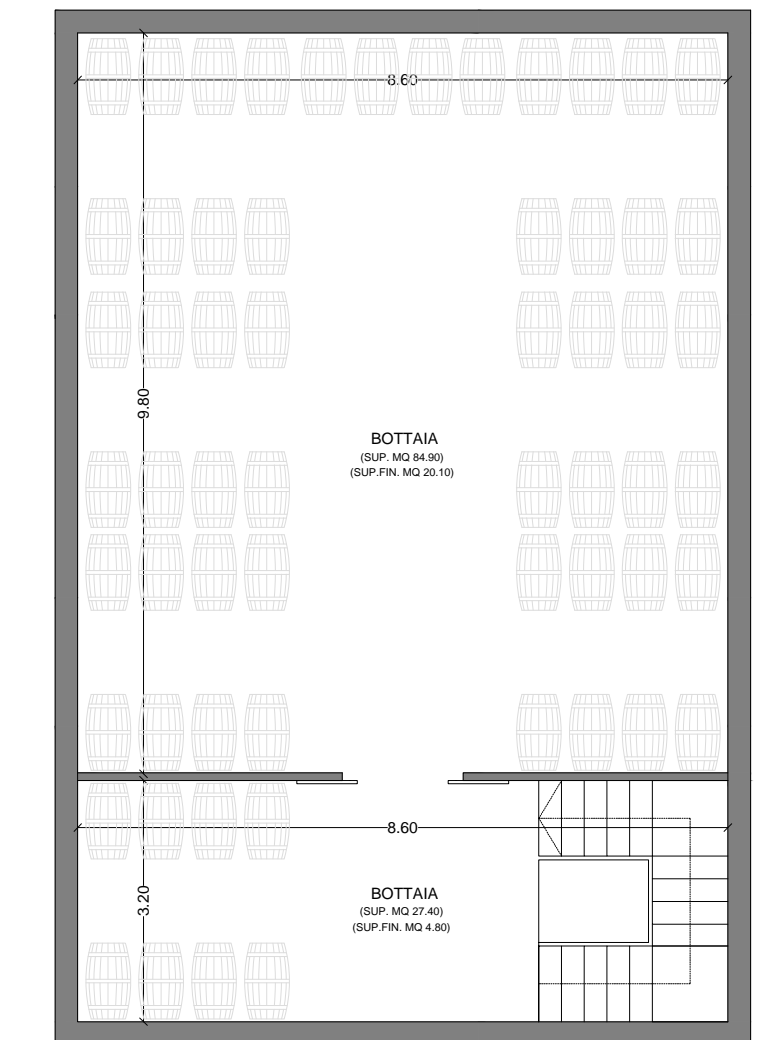 8.60
9.80
BOTTAIA
(SUP. MQ 84.90)
(SUP.FIN. MQ 20.10)
8.60
3.20
BOTTAIA
(SUP. MQ 27.40)
(SUP.FIN. MQ 4.80)